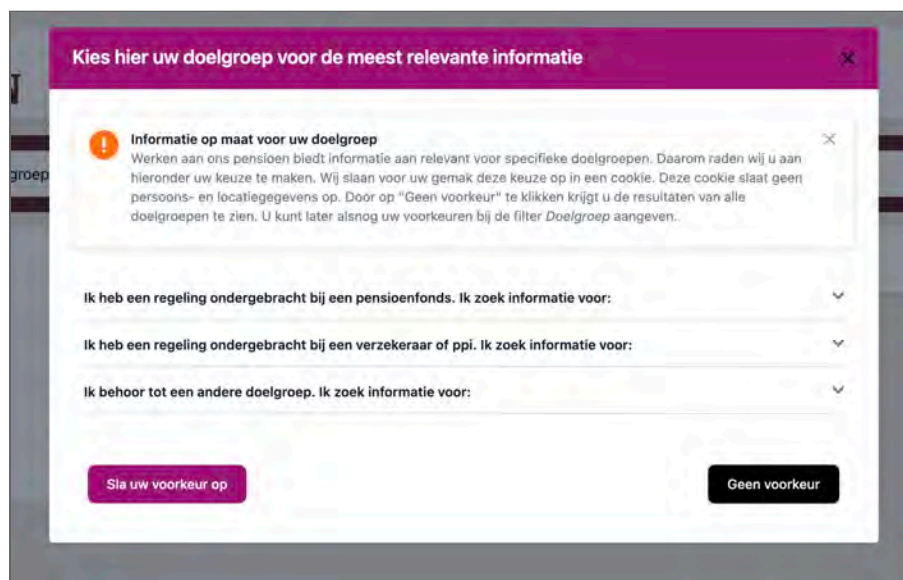 Kies hier uw doelgroep voor de meest relevante informatie
N
Informatie op maat voor uw doelgroep
Werken aan ons pensioen biedt informatie aan relevant voor specifieke doelgroepen. Daarom raden wij u aan
hieronder uw keuze te maken. Wij slaan voor uw gemak deze keuze op in een cookie. Deze cookie slaat geen
persoons- en locatiegegevens op. Door op "Geen voorkeur" te klikken krijgt u de resultaten van alle
doelgroepen te zien. U kunt later alsnog uw voorkeuren bij de filter Doelgroep aangeven.
groep
Ik heb een regeling ondergebracht bij een pensioenfonds. Ik zoek informatie voor:
Ik heb een regeling ondergebracht bij een verzekeraar of ppi. Ik zoek informatie voor:
Ik behoor tot een andere doelgroep. Ik zoek informatie voor:
Sla uw voorkeur op
Geen voorkeur